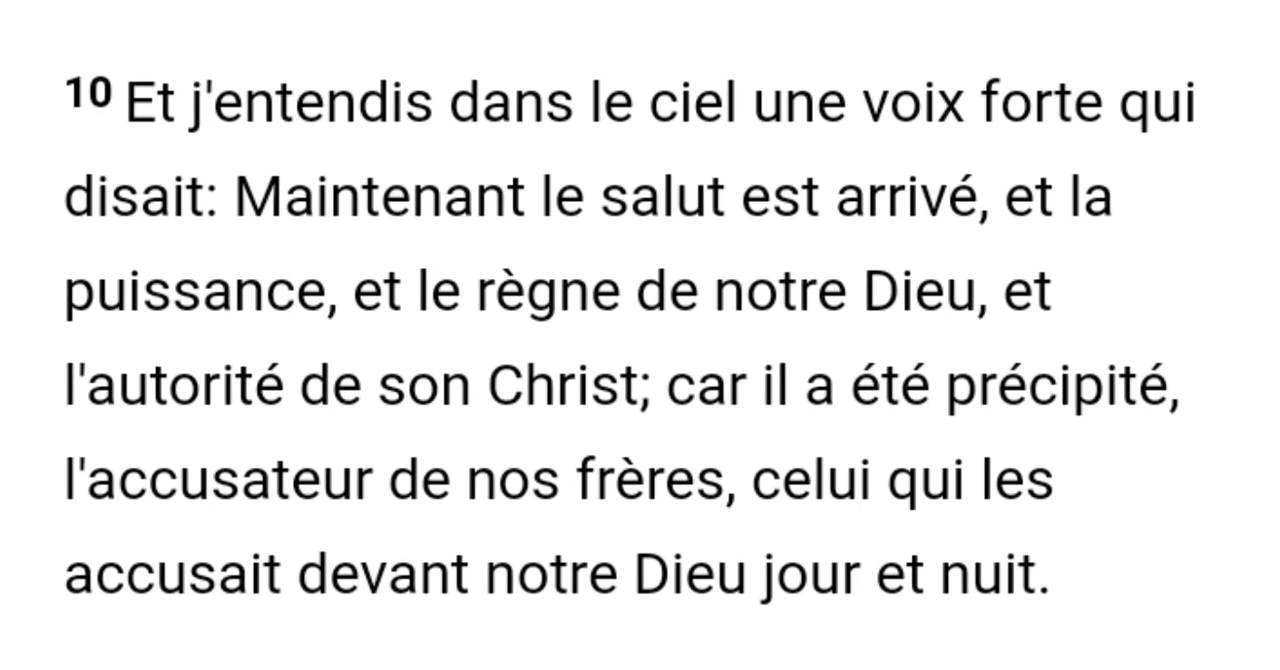 10 Et j'entendis dans le ciel une voix forte qui
disait: Maintenant le salut est arrivé, et la
puissance, et le règne de notre Dieu, et
l'autorité de son Christ; car il a été précipité,
l'accusateur de nos frères, celui qui les
accusait devant notre Dieu jour et nuit.